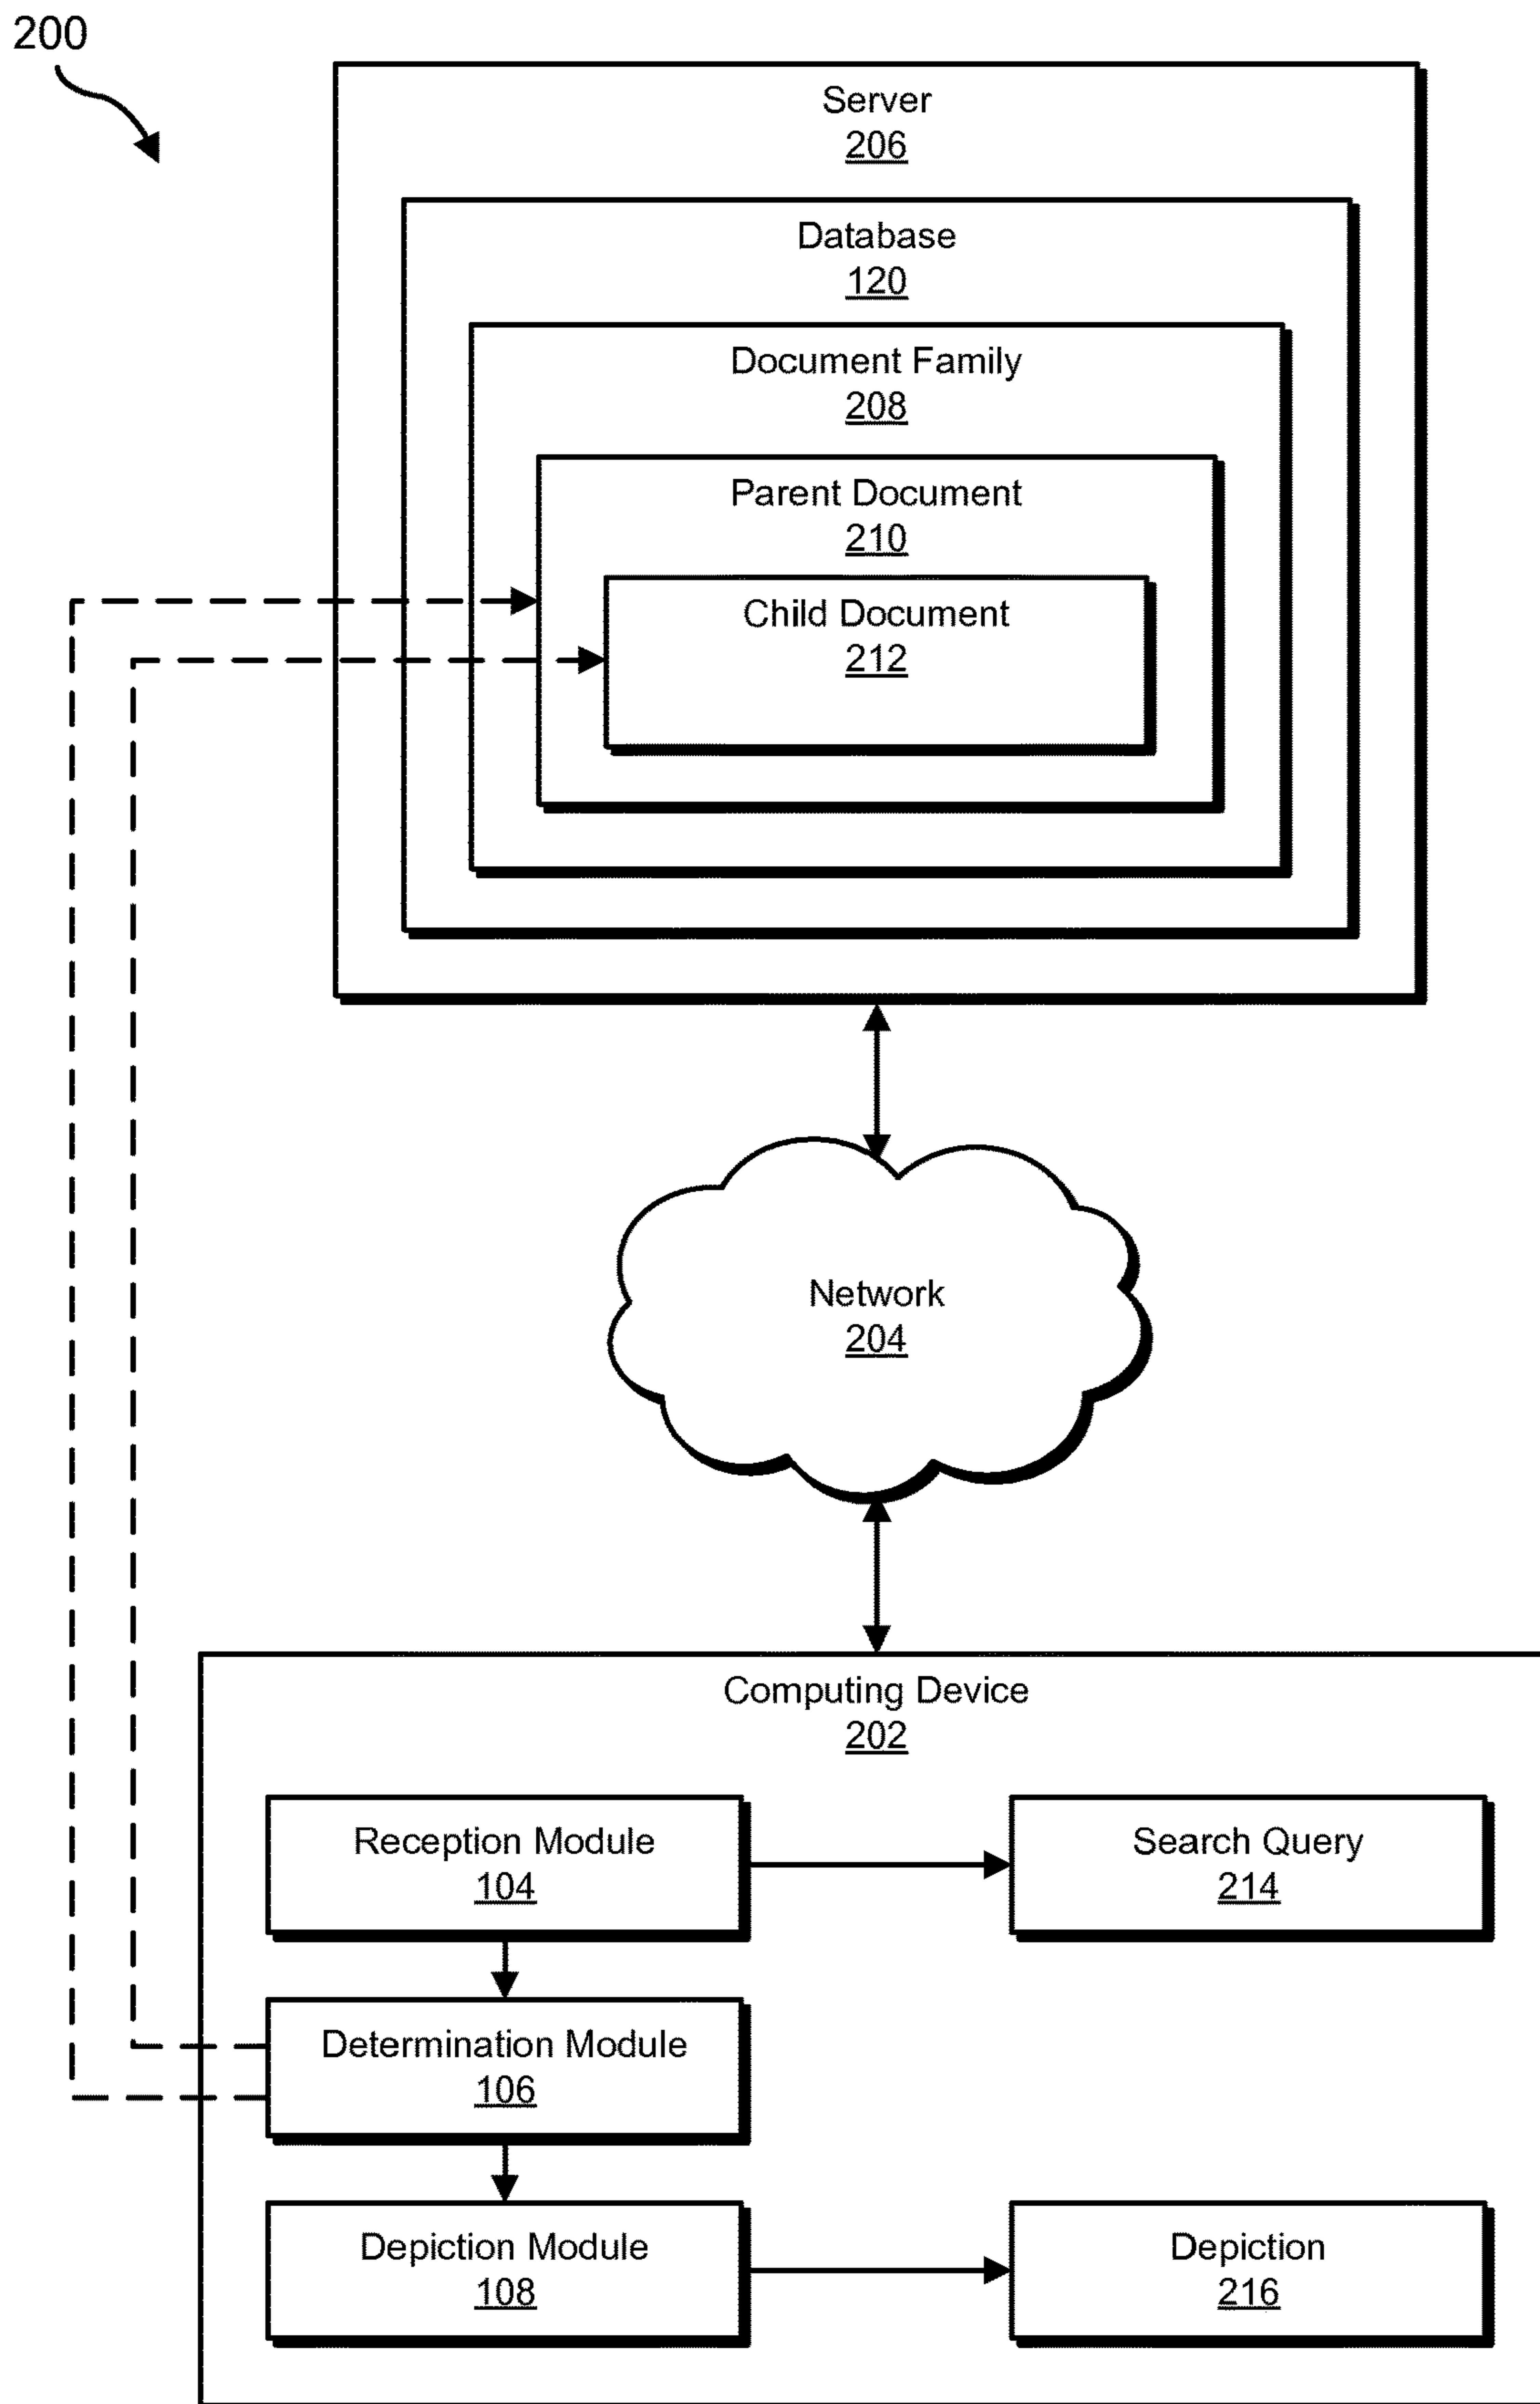 200
Server
206
Database
120
Document Family
208
Parent Document
210
Child Document
212
Network
204
Computing Device
202
Reception Module
104
Search Query
214
Determination Module
106
Depiction Module
108
Depiction
216